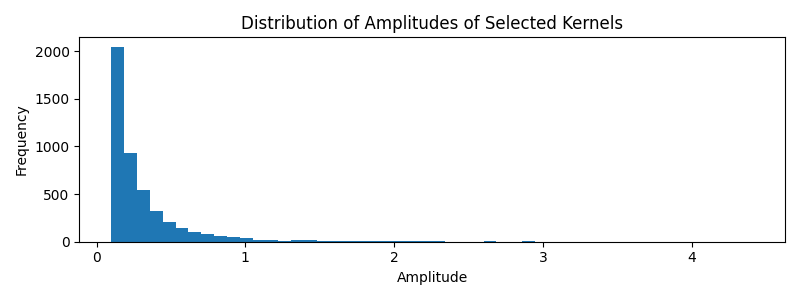 Distribution of Amplitudes of Selected Kernels
2000
1500
1000
500
0
Frequency
0 1 2 3 4
Amplitude